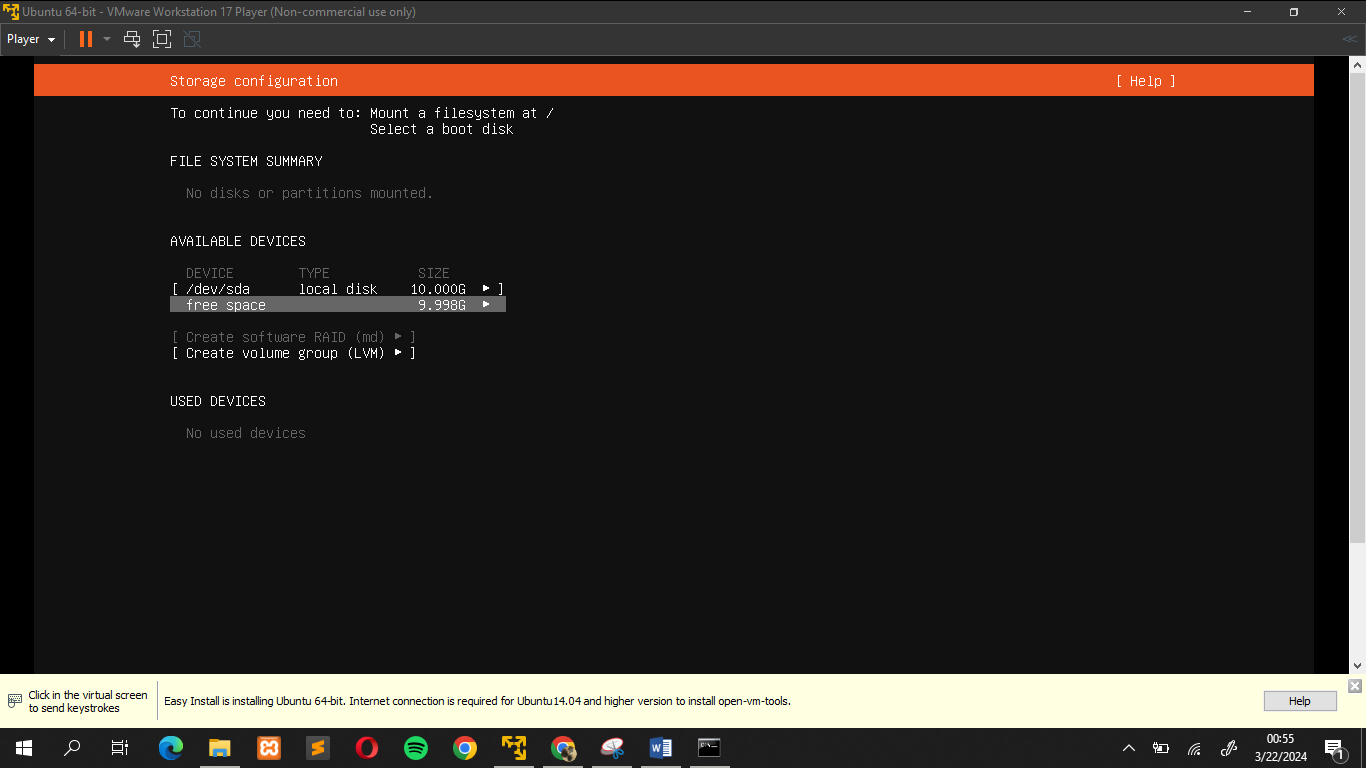 Ubuntu 64-bit - VMware Workstation 17 Player (Non-commercial use only)
Player
Storage configuration [ Help ]
To continue you need to: Mount a filesystem at /
Select a boot disk
FILE SYSTEM SUMMARY
No disks or partitions mounted.
AVAILABLE DEVICES
DEVICE TYPE SIZE
[ /dev/sda local disk 10.000G ▸ ]
free space 9.998G ▸
[ Create software RAID (md) ▸ ]
[ Create volume group (LVM) ▸ ]
USED DEVICES
No used devices
Click in the virtual screen
to send keystrokes
Easy Install is installing Ubuntu 64-bit. Internet connection is required for Ubuntu14.04 and higher version to install open-vm-tools.
Help
00:55
3/22/2024
1